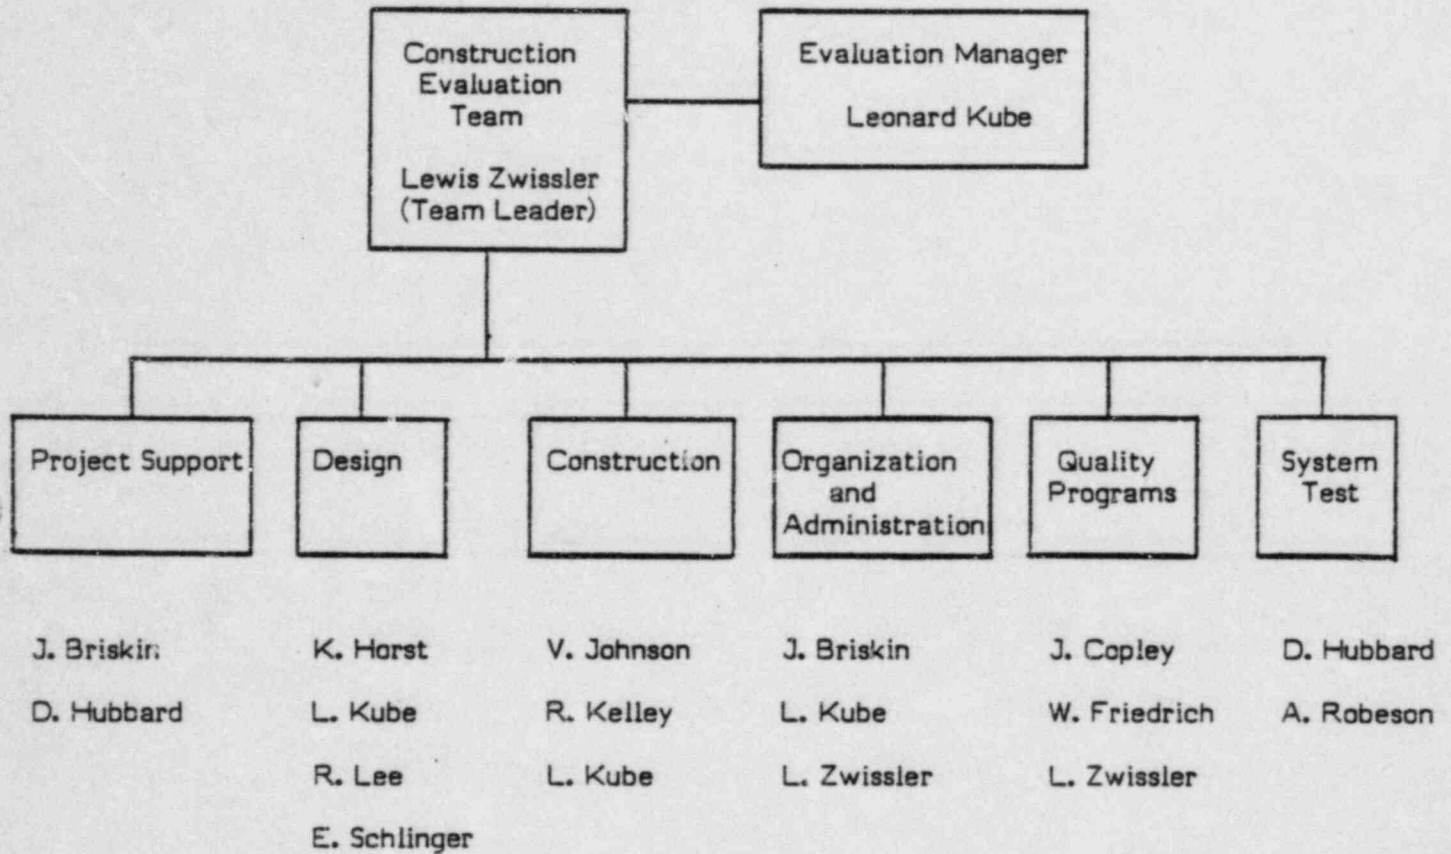 Construction
Evaluation
Team
Lewis Zwissler
(Team Leader)
Evaluation Manager
Leonard Kube
Project Support
Design
Construction
Organization
and
Administration
Quality
Programs
System
Test
J. Briskin
D. Hubbard
K. Horst
L. Kube
R. Lee
E. Schlinger
V. Johnson
R. Kelley
L. Kube
J. Briskin
L. Kube
L. Zwissler
J. Copley
W. Friedrich
L. Zwissler
D. Hubbard
A. Robeson